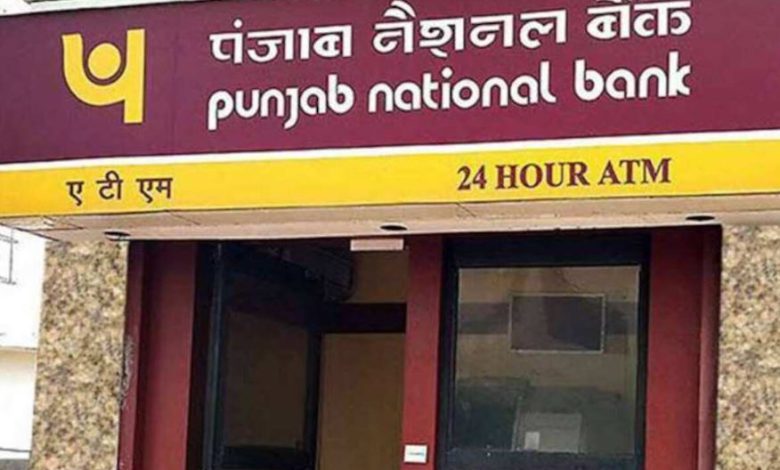 पंजाब नैशनल बैंक
punjab national bank
ए टी एम 24 HOUR ATM